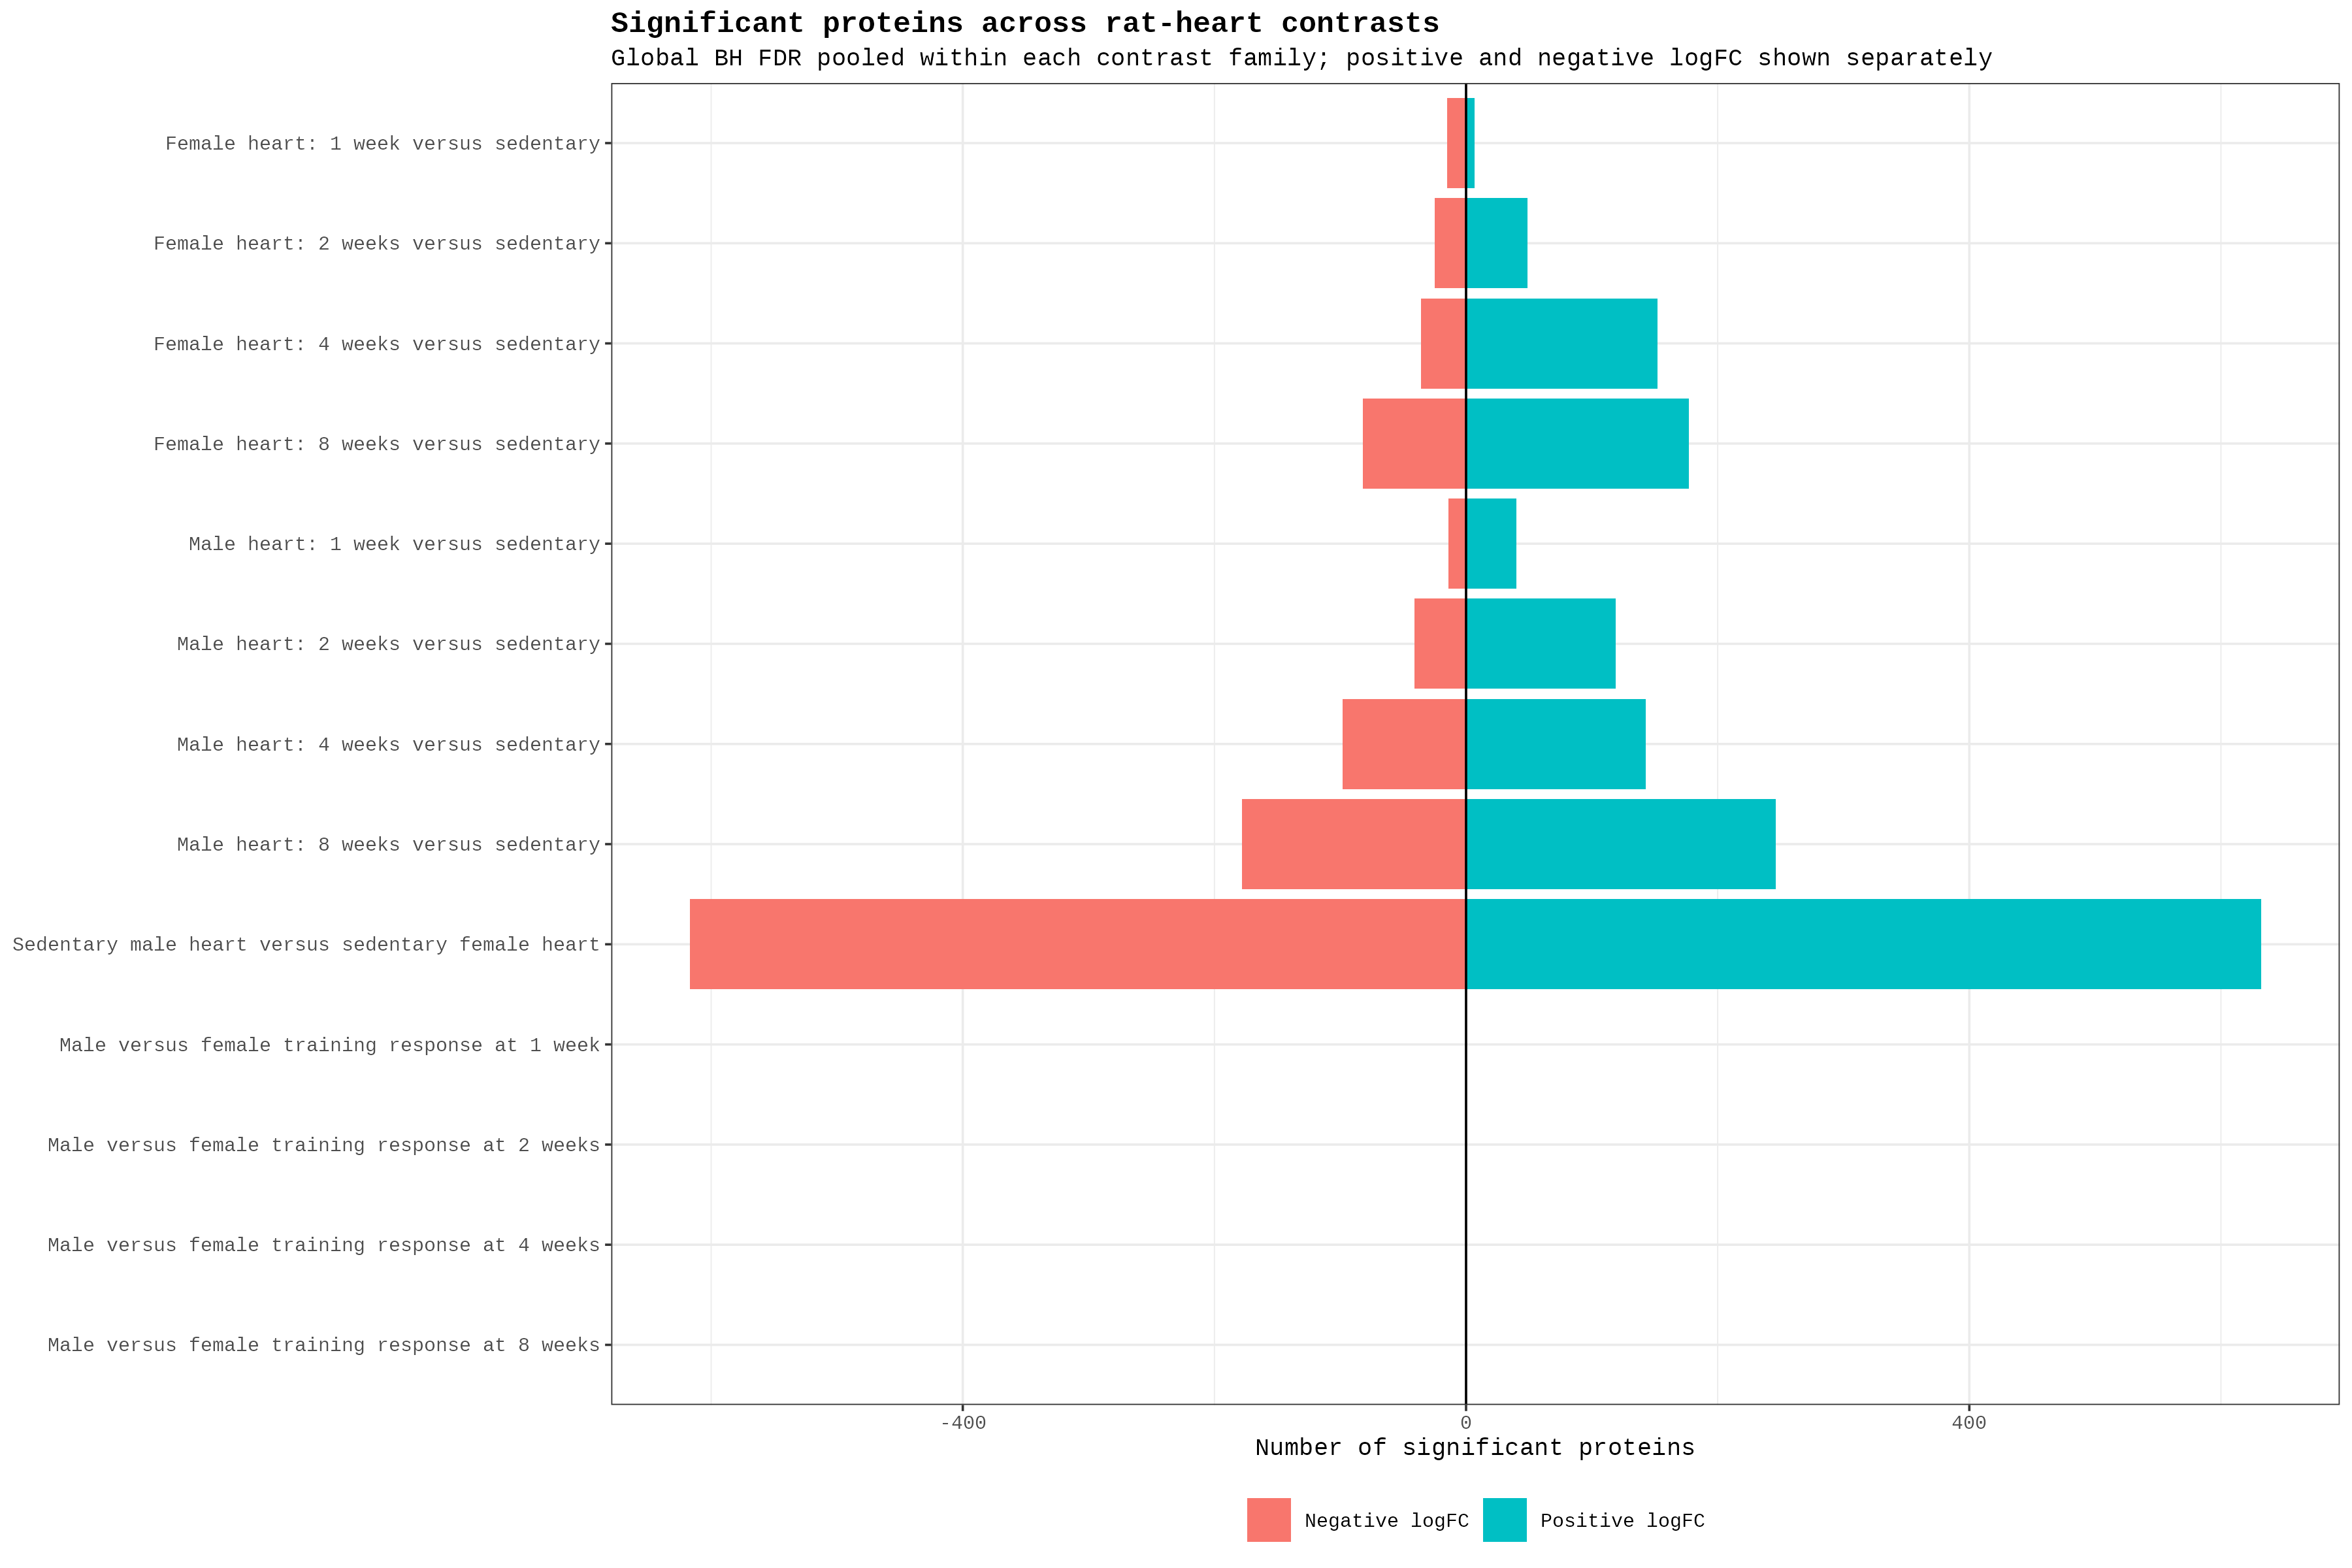 Significant proteins across rat-heart contrasts
Global BH FDR pooled within each contrast family; positive and negative logFC shown separately
Female heart: 1 week versus sedentary
Female heart: 2 weeks versus sedentary
Female heart: 4 weeks versus sedentary
Female heart: 8 weeks versus sedentary
Male heart: 1 week versus sedentary
Male heart: 2 weeks versus sedentary
Male heart: 4 weeks versus sedentary
Male heart: 8 weeks versus sedentary
Sedentary male heart versus sedentary female heart
Male versus female training response at 1 week
Male versus female training response at 2 weeks
Male versus female training response at 4 weeks
Male versus female training response at 8 weeks
-400 0 400
Number of significant proteins
Negative logFC Positive logFC